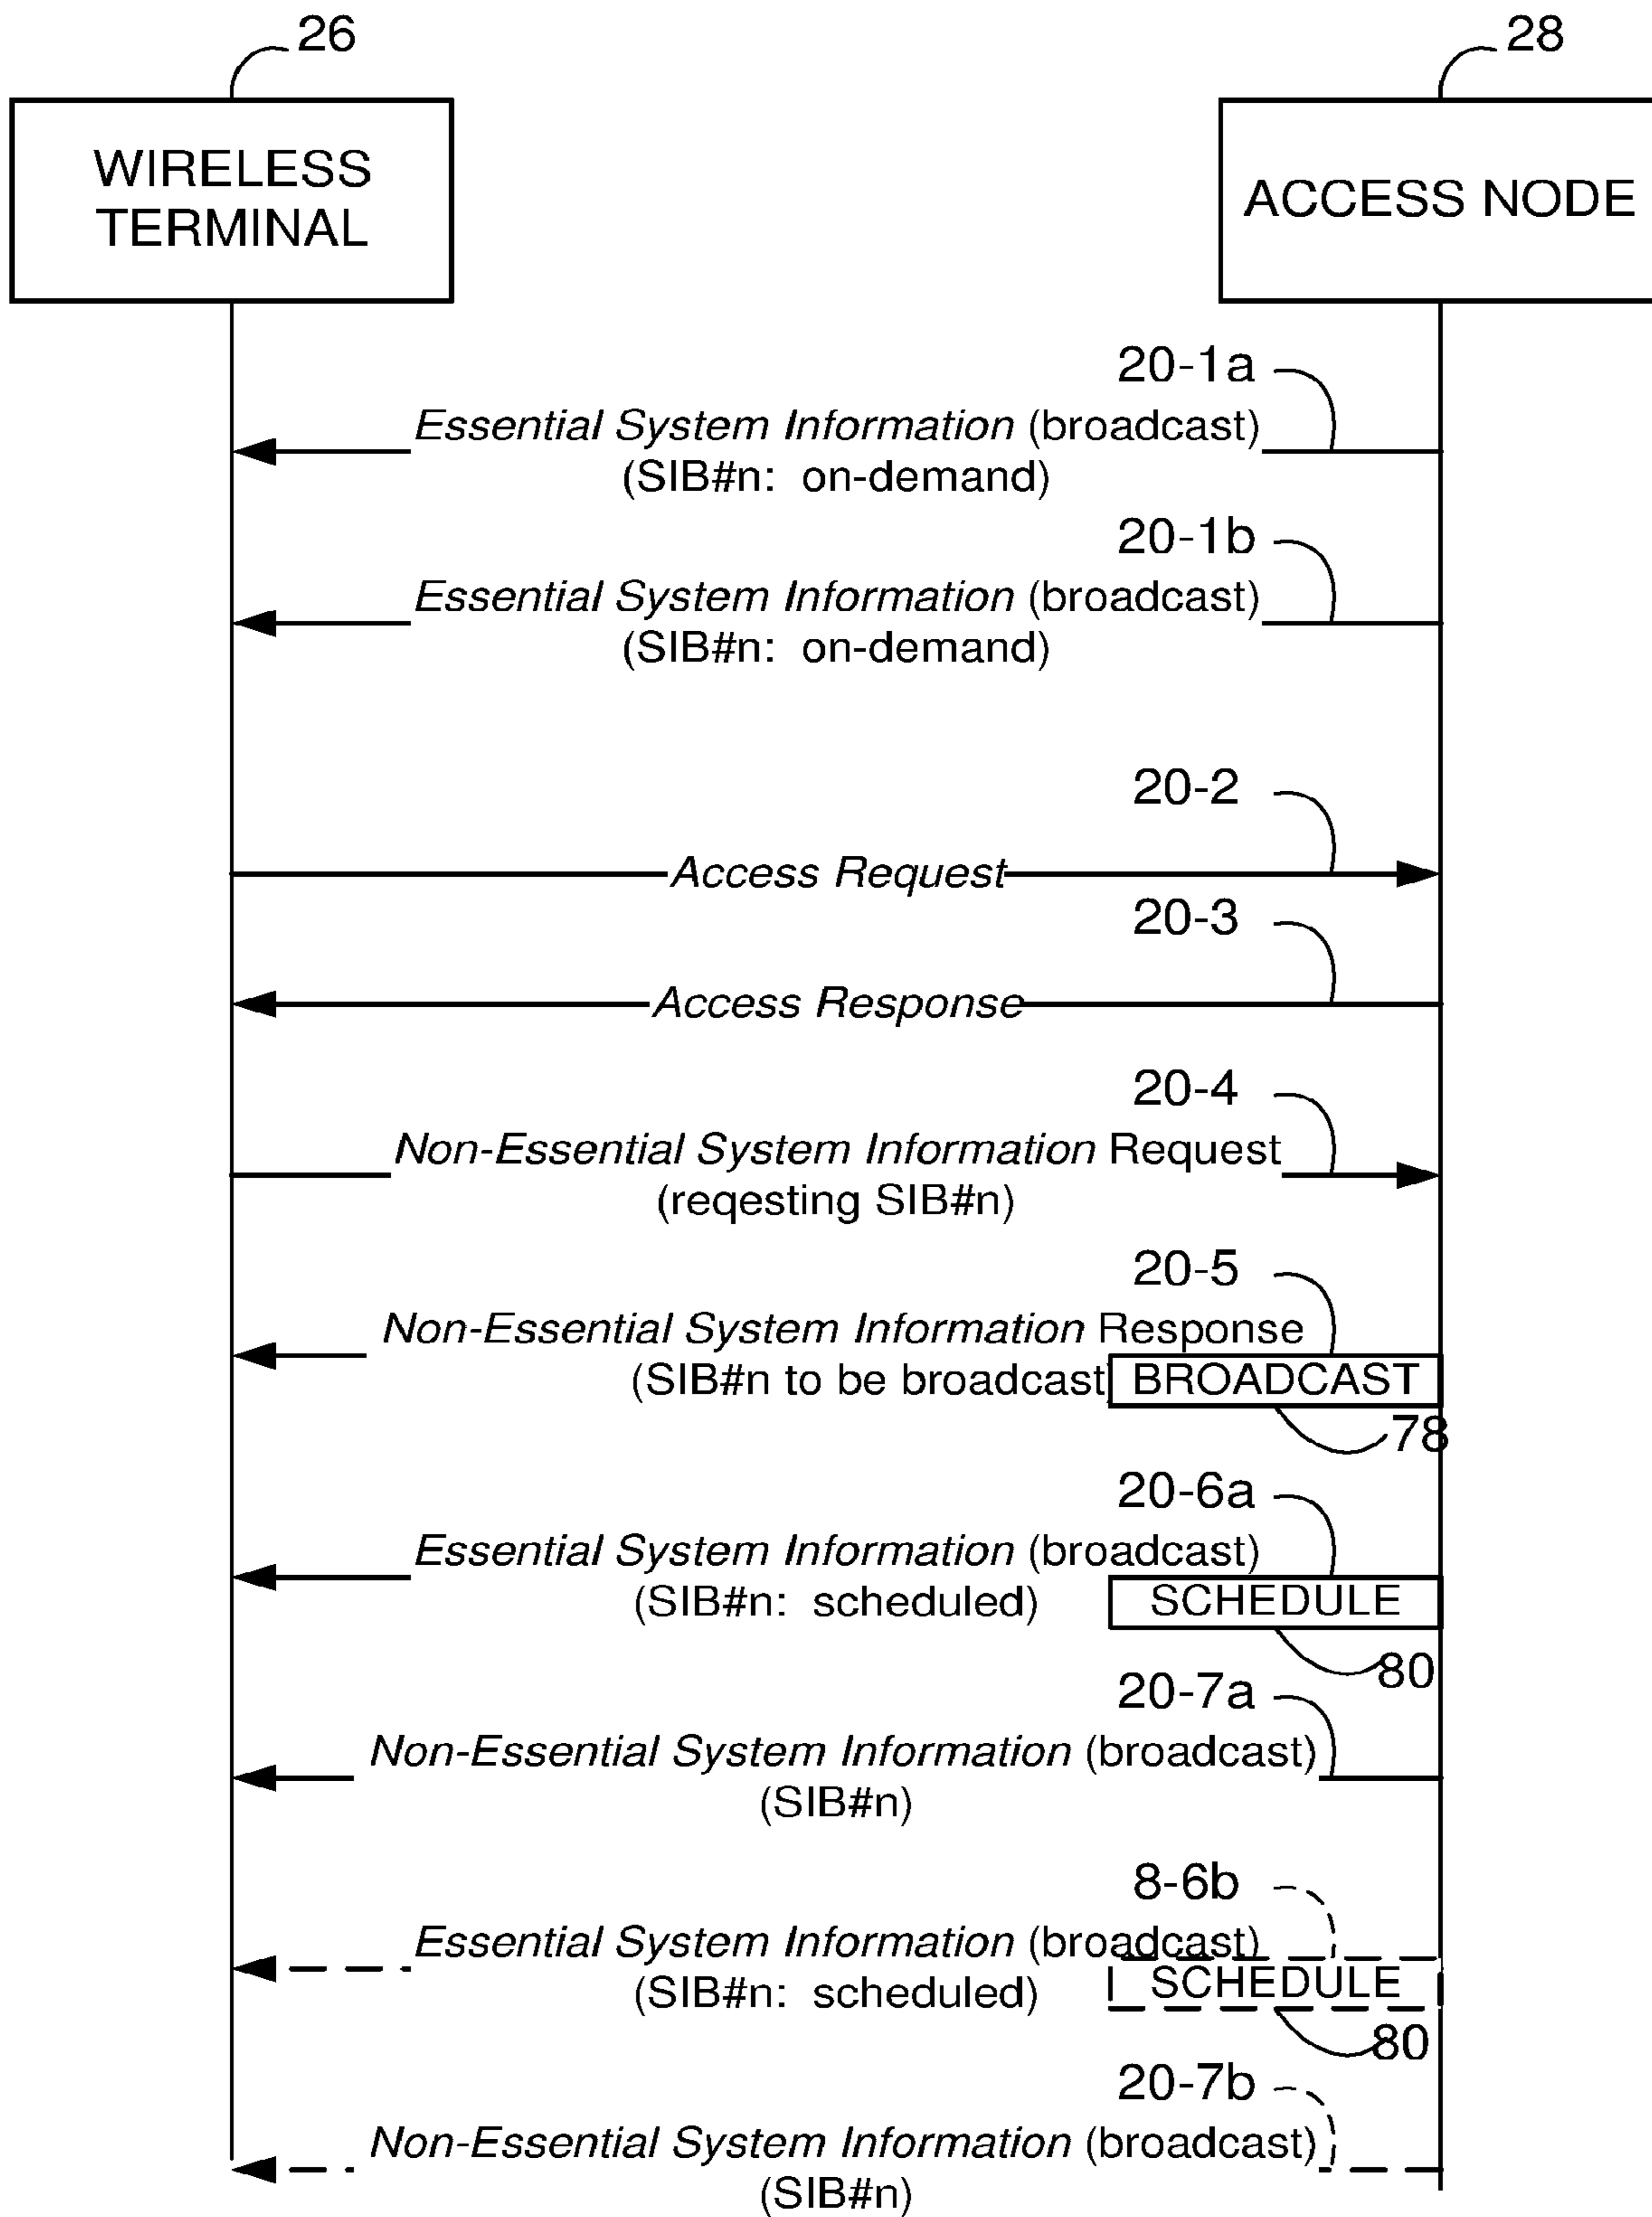 26
28
WIRELESS
TERMINAL
ACCESS NODE
20-1a
Essential System Information (broadcast)
(SIB#n: on-demand)
20-1b
Essential System Information (broadcast)
(SIB#n: on-demand)
20-2
Access Request
20-3
Access Response
20-4
Non-Essential System Information Request
(reqesting SIB#n)
20-5
Non-Essential System Information Response
(SIB#n to be broadcast
BROADCAST
78
20-6a
Essential System Information (broadcast)
(SIB#n: scheduled)
SCHEDULE
80
20-7a
Non-Essential System Information (broadcast)
(SIB#n)
8-6b
Essential System Information (broadcast)
(SIB#n: scheduled)
SCHEDULE
80
20-7b
Non-Essential System Information (broadcast)
(SIB#n)